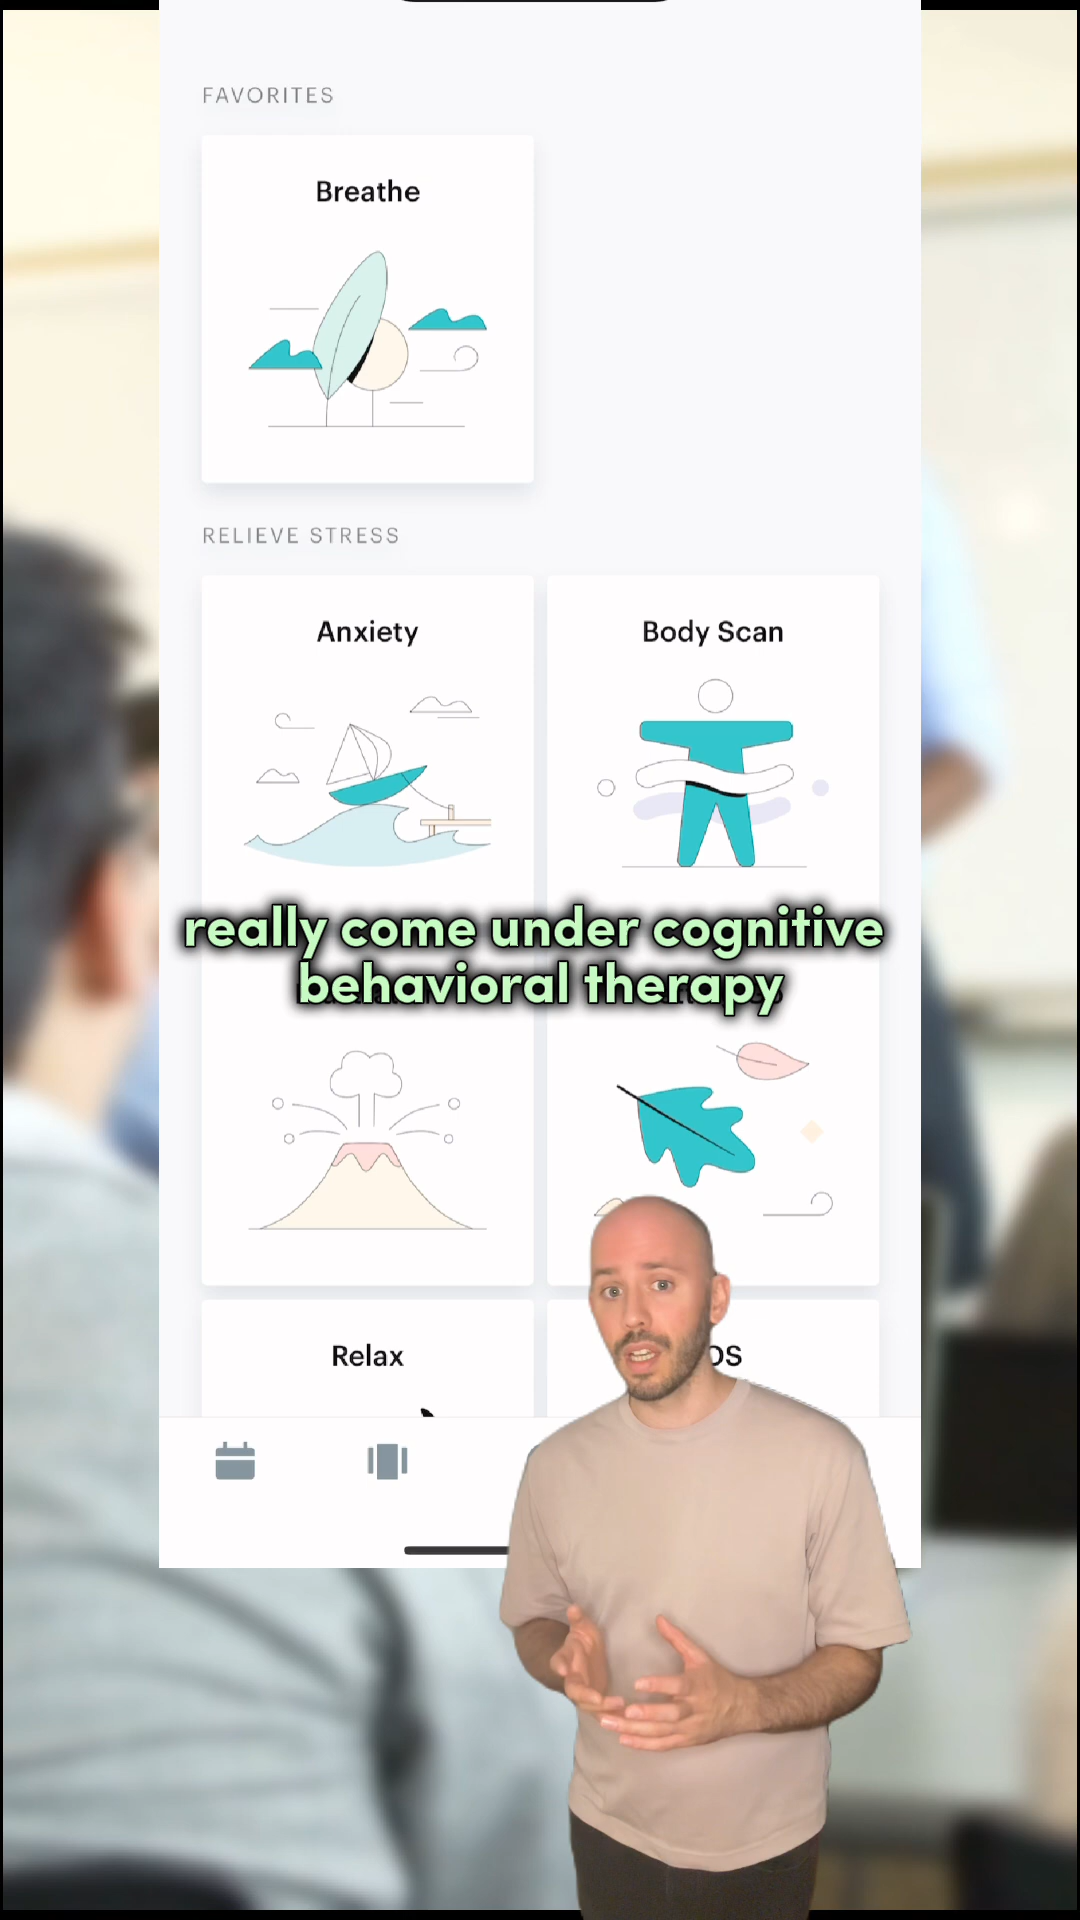 FAVORITES
Breathe
RELIEVE STRESS
Anxiety
Body Scan
really come under cognitive
behavioral therapy
Relax